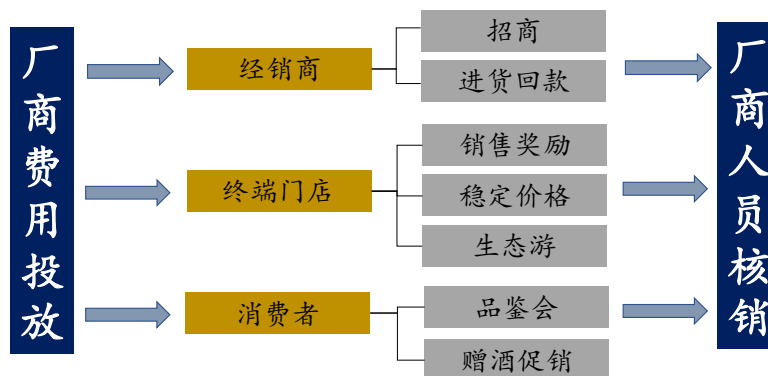 厂商费用投放
经销商
招商
进货回款
终端门店
销售奖励
稳定价格
生态游
消费者
品鉴会
赠酒促销
厂商人员核销